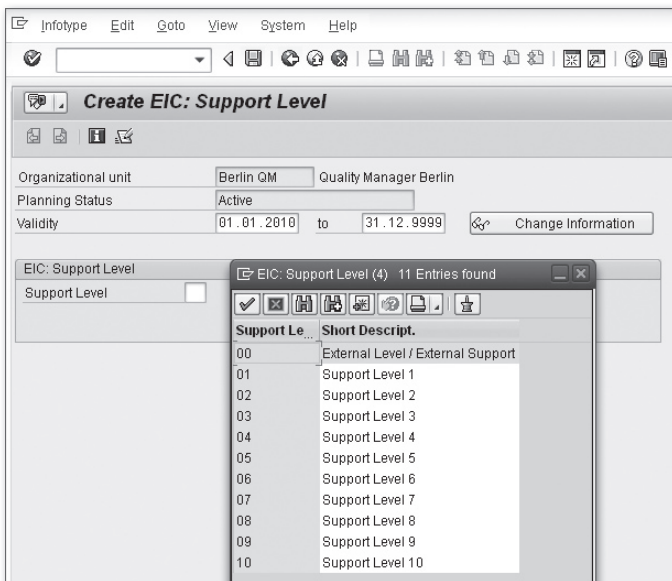 Infotype Edit Goto View System Help
Create EIC: Support Level
Organizational unit Berlin QM Quality Manager Berlin
Planning Status Active
Validity 01.01.2010 to 31.12.9999 Change Information
EIC: Support Level
Support Level
EIC: Support Level (4) 11 Entries found
Support Le... Short Descript.
00 External Level / External Support
01 Support Level 1
02 Support Level 2
03 Support Level 3
04 Support Level 4
05 Support Level 5
06 Support Level 6
07 Support Level 7
08 Support Level 8
09 Support Level 9
10 Support Level 10